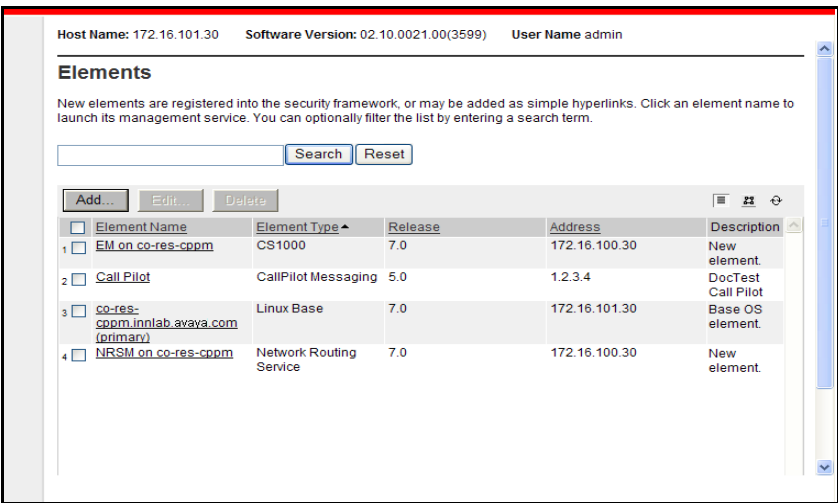 Host Name: 172.16.101.30 Software Version: 02.10.0021.00(3599) User Name admin
Elements
New elements are registered into the security framework, or may be added as simple hyperlinks. Click an element name to
launch its management service. You can optionally filter the list by entering a search term.
Search Reset
Add... Edit... Delete
Element Name Element Type Release Address Description
1 EM on co-res-cppm CS1000 7.0 172.16.100.30 New
element.
2 Call Pilot CallPilot Messaging 5.0 1.2.3.4 DocTest
Call Pilot
3 co-res- Linux Base 7.0 172.16.101.30 Base OS
cppm.innlab.avaya.com element.
(primary)
4 NRSM on co-res-cppm Network Routing 7.0 172.16.100.30 New
Service element.